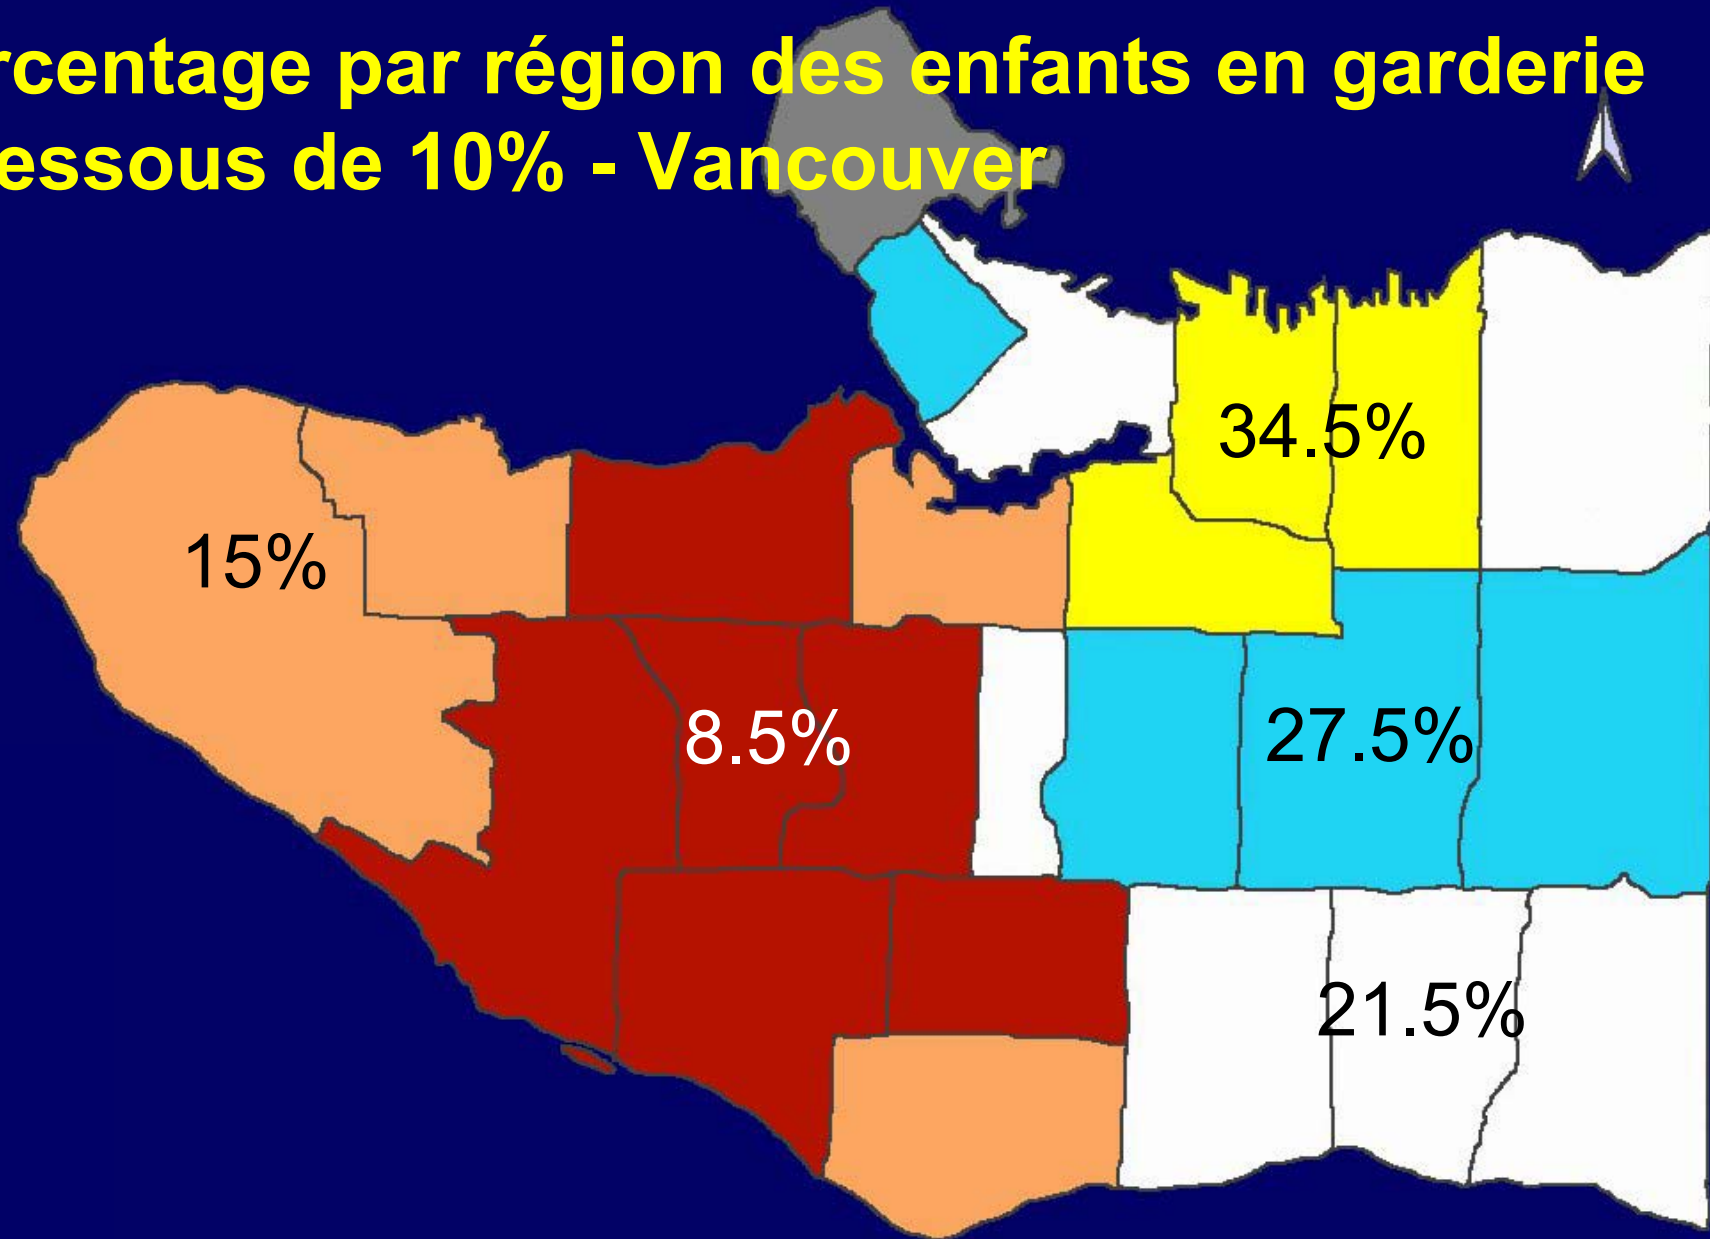 rcentage par région des enfants en garderie
essous de 10% - Vancouver
34.5%
15%
8.5%
27.5%
21.5%